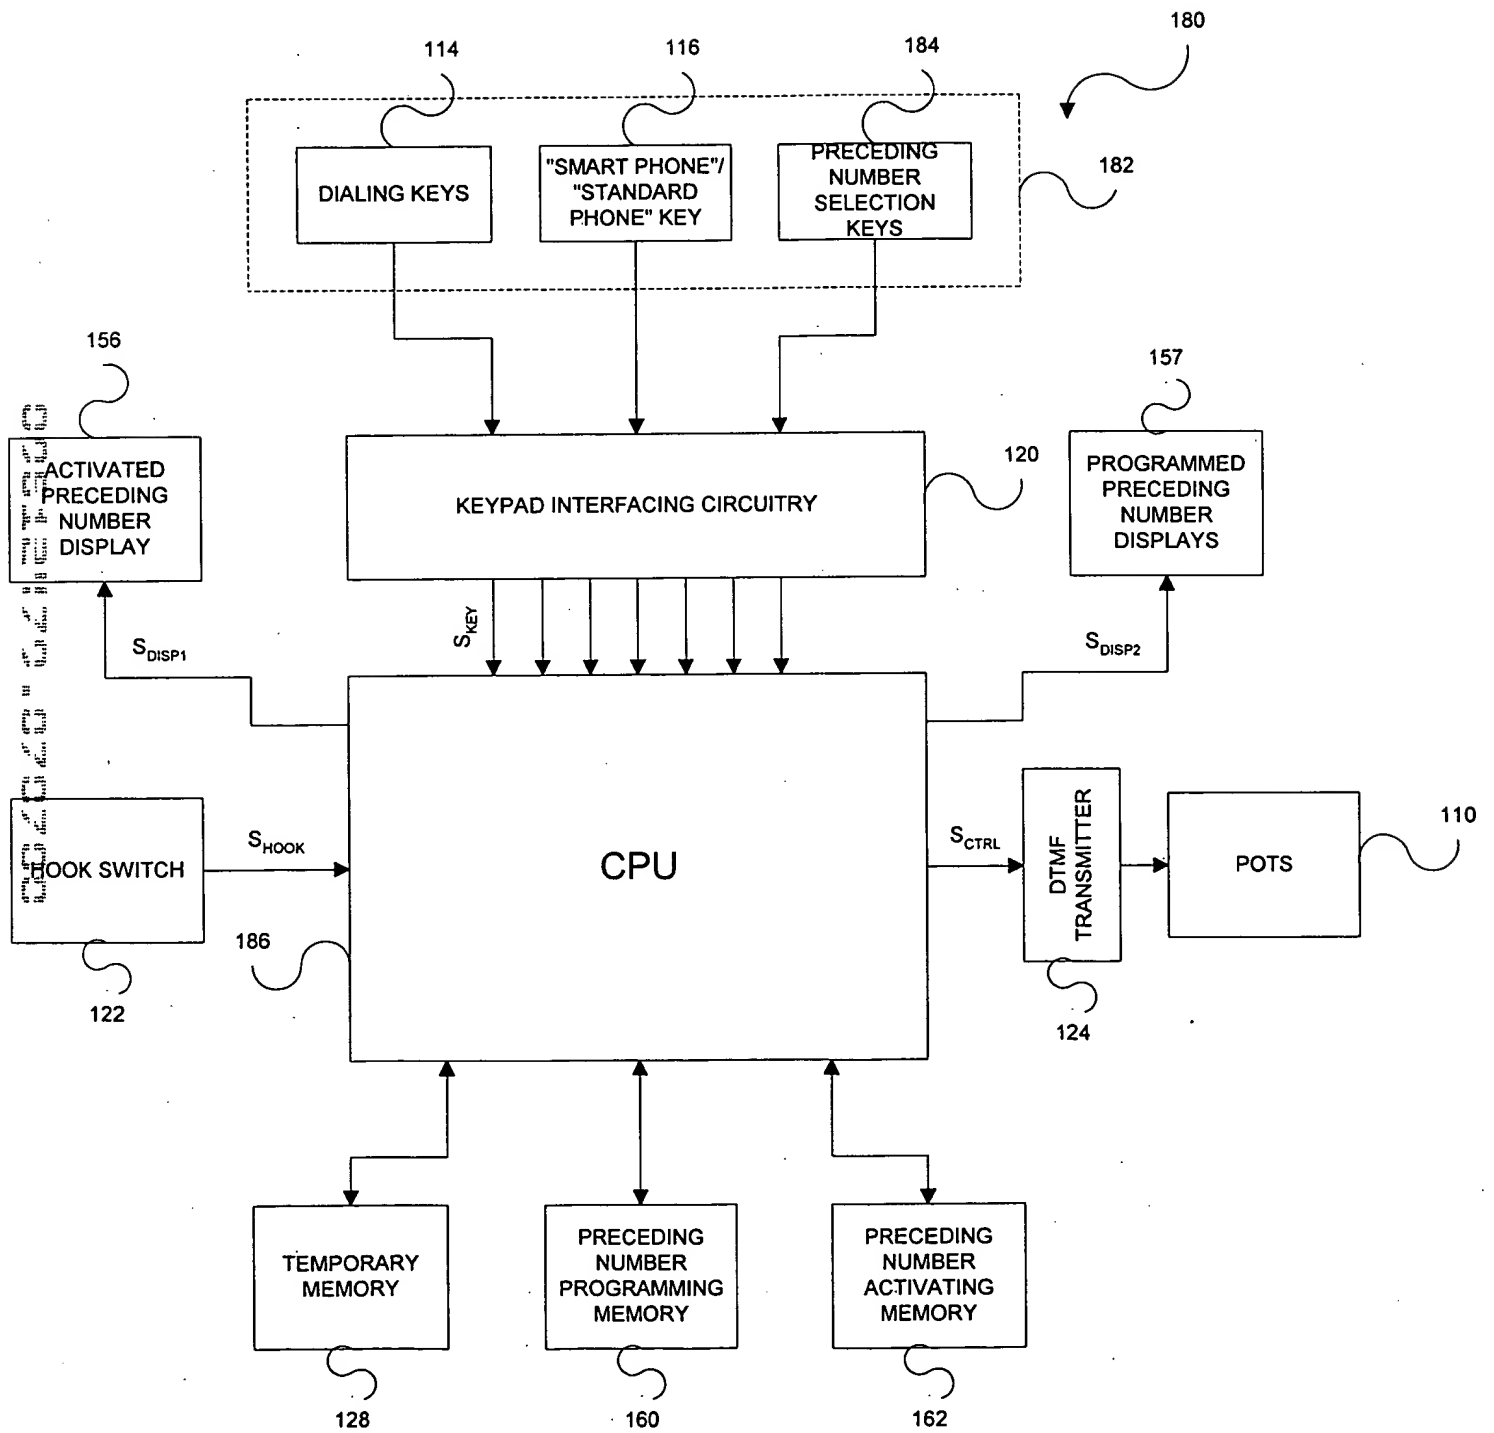 180
114
116
184
182
DIALING KEYS
"SMART PHONE"/
"STANDARD
PHONE" KEY
PRECEDING
NUMBER
SELECTION
KEYS
156
157
ACTIVATED
PRECEDING
NUMBER
DISPLAY
KEYPAD INTERFACING CIRCUITRY
120
PROGRAMMED
PRECEDING
NUMBER
DISPLAYS
SDISP1
SKEY
SDISP2
HOOK SWITCH
SHOOK
CPU
SCTRL
DTMF
TRANSMITTER
POTS
110
186
122
124
TEMPORARY
MEMORY
PRECEDING
NUMBER
PROGRAMMING
MEMORY
PRECEDING
NUMBER
ACTIVATING
MEMORY
128
160
162